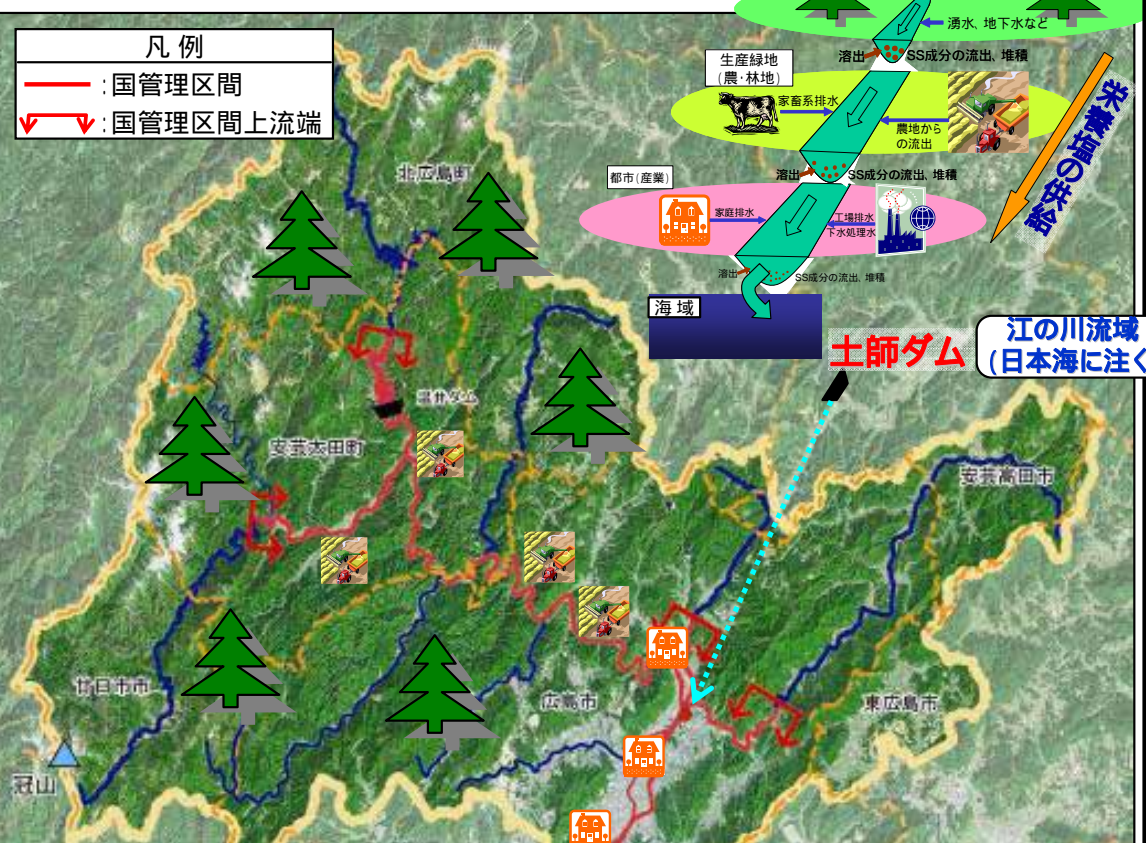 凡 例
:国管理区間
:国管理区間上流端
湧水、地下水など
溶出
SS成分の流出、堆積
生産緑地
(農・林地)
家畜系排水
農地から
の流出
溶出
SS成分の流出、堆積
都市(産業)
家庭排水
工場排水
下水処理水
溶出
SS成分の流出、堆積
海 域
栄養塩の供給
土師ダム
江の川流域
(日本海に注ぐ
北広島町
温井ダム
安芸太田町
安芸高田市
廿日市市
広島市
東広島市
冠山